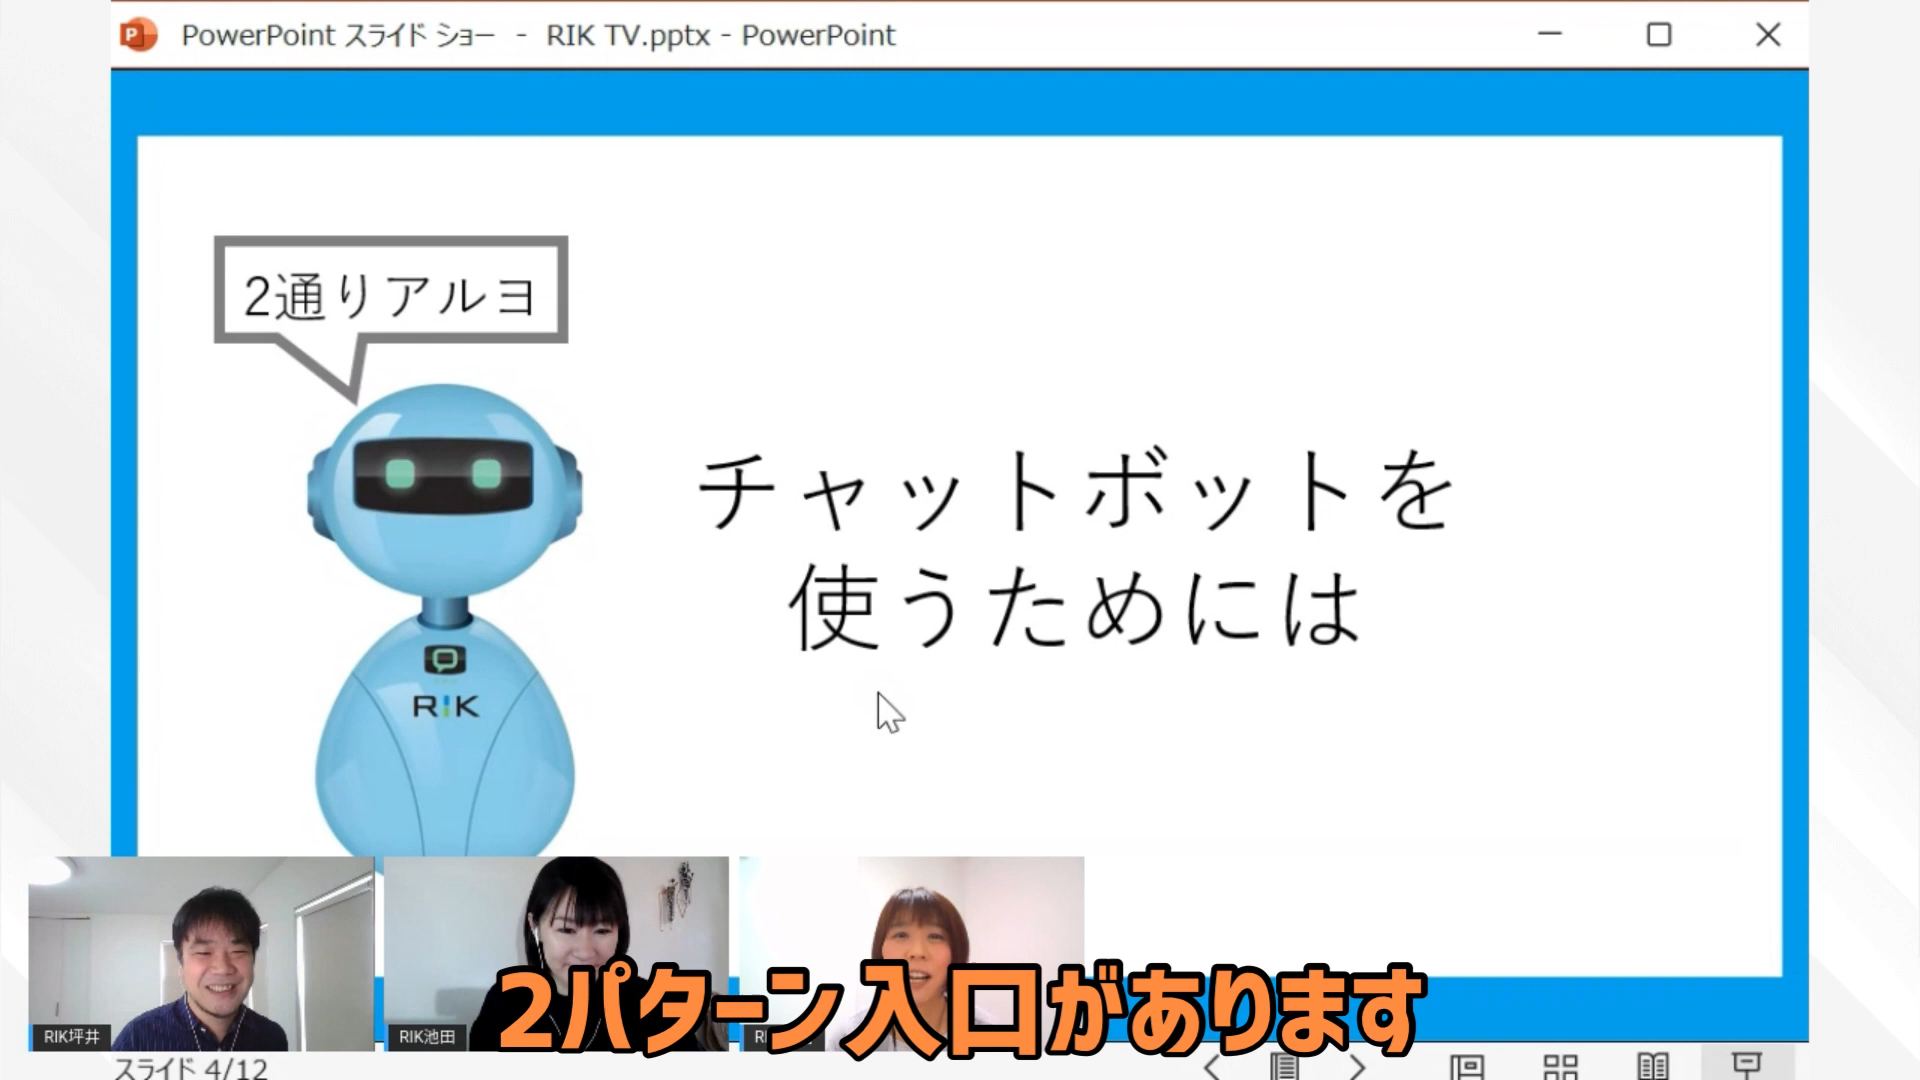 PowerPoint スライド ショー - RIK TV.pptx - PowerPoint
2通りアルヨ
チャットボットを
使うためには
RIK
RIK坪井
RIK池田
2パターン入口があります
スライド 4/12